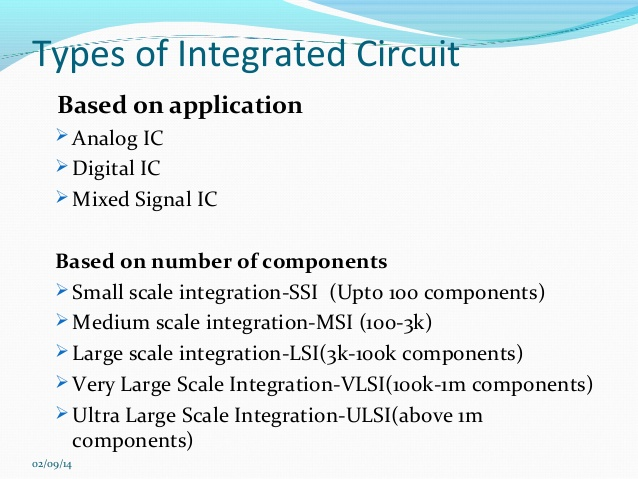 Types of Integrated Circuit
Based on application
➢ Analog IC
➢ Digital IC
➢ Mixed Signal IC
Based on number of components
➢ Small scale integration-SSI (Upto 100 components)
➢ Medium scale integration-MSI (100-3k)
➢ Large scale integration-LSI(3k-100k components)
➢ Very Large Scale Integration-VLSI(100k-1m components)
➢ Ultra Large Scale Integration-ULSI(above 1m
components)
02/09/14